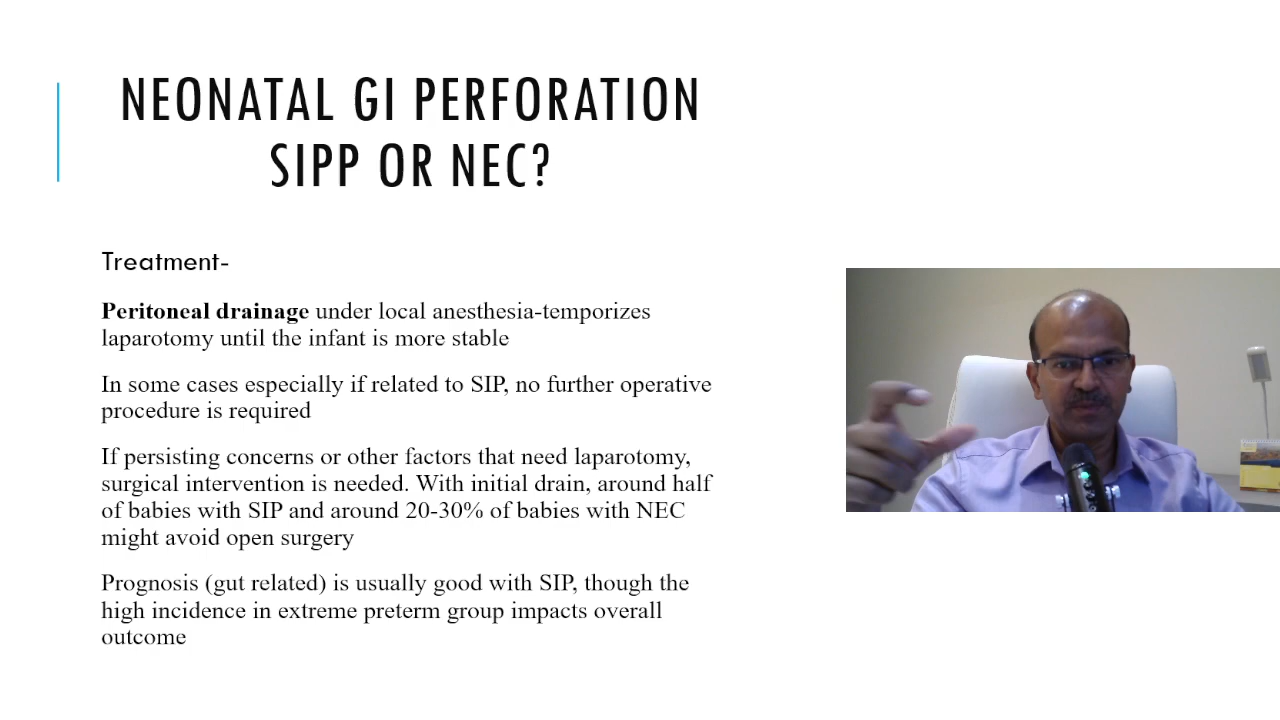 NEONATAL GI PERFORATION
SIPP OR NEC?
Treatment-
Peritoneal drainage under local anesthesia-temporizes
laparotomy until the infant is more stable
In some cases especially if related to SIP, no further operative
procedure is required
If persisting concerns or other factors that need laparotomy,
surgical intervention is needed. With initial drain, around half
of babies with SIP and around 20-30% of babies with NEC
might avoid open surgery
Prognosis (gut related) is usually good with SIP, though the
high incidence in extreme preterm group impacts overall
outcome